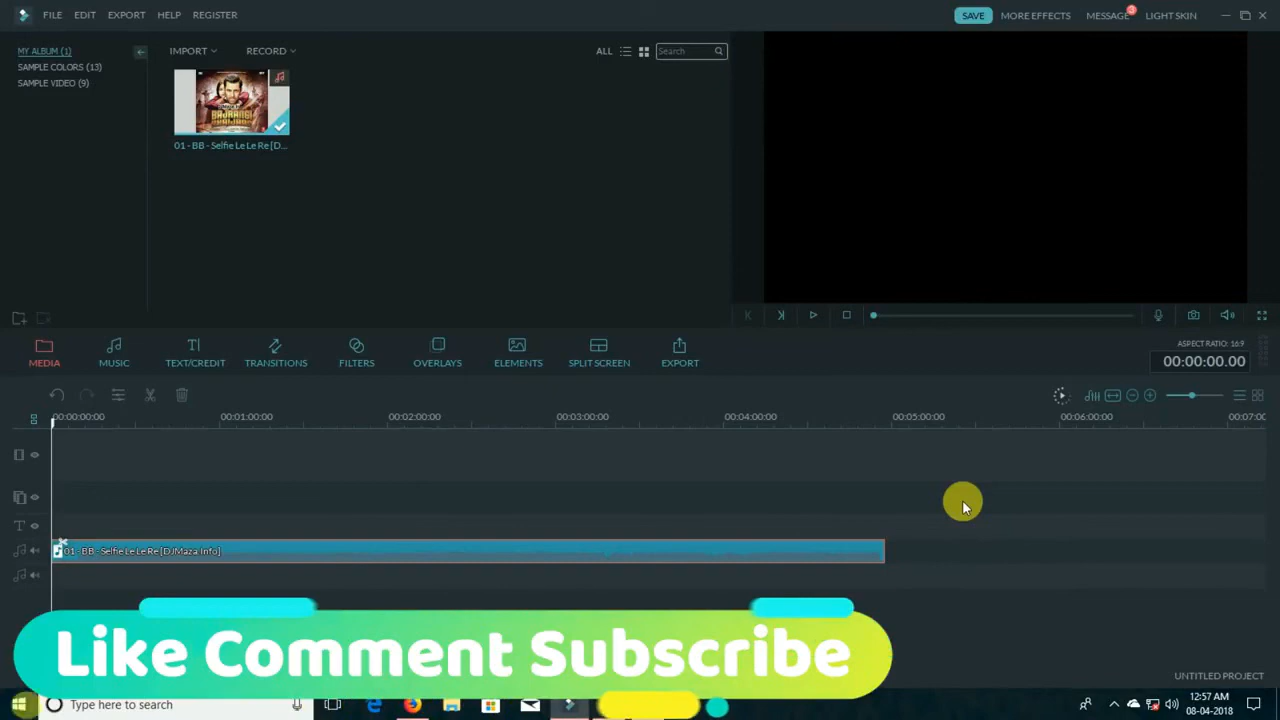 FILE EDIT EXPORT HELP REGISTER SAVE MORE EFFECTS MESSAGE 3 LIGHT SKIN
MY ALBUM (1)
SAMPLE COLORS (13)
SAMPLE VIDEO (9)
IMPORT RECORD ALL Search
BAJRANGI
BHAIJAAN
01 - BB - Selfie Le Le Re [D...
MEDIA MUSIC TEXT/CREDIT TRANSITIONS FILTERS OVERLAYS ELEMENTS SPLIT SCREEN EXPORT
ASPECT RATIO: 16:9
00:00:00.00
00:00:00:00 00:01:00:00 00:02:00:00 00:03:00:00 00:04:00:00 00:05:00:00 00:06:00:00 00:07:0
01 - BB - Selfie Le Le Re [DJMaza.Info]
Like Comment Subscribe
UNTITLED PROJECT
Type here to search
12:57 AM
08-04-2018